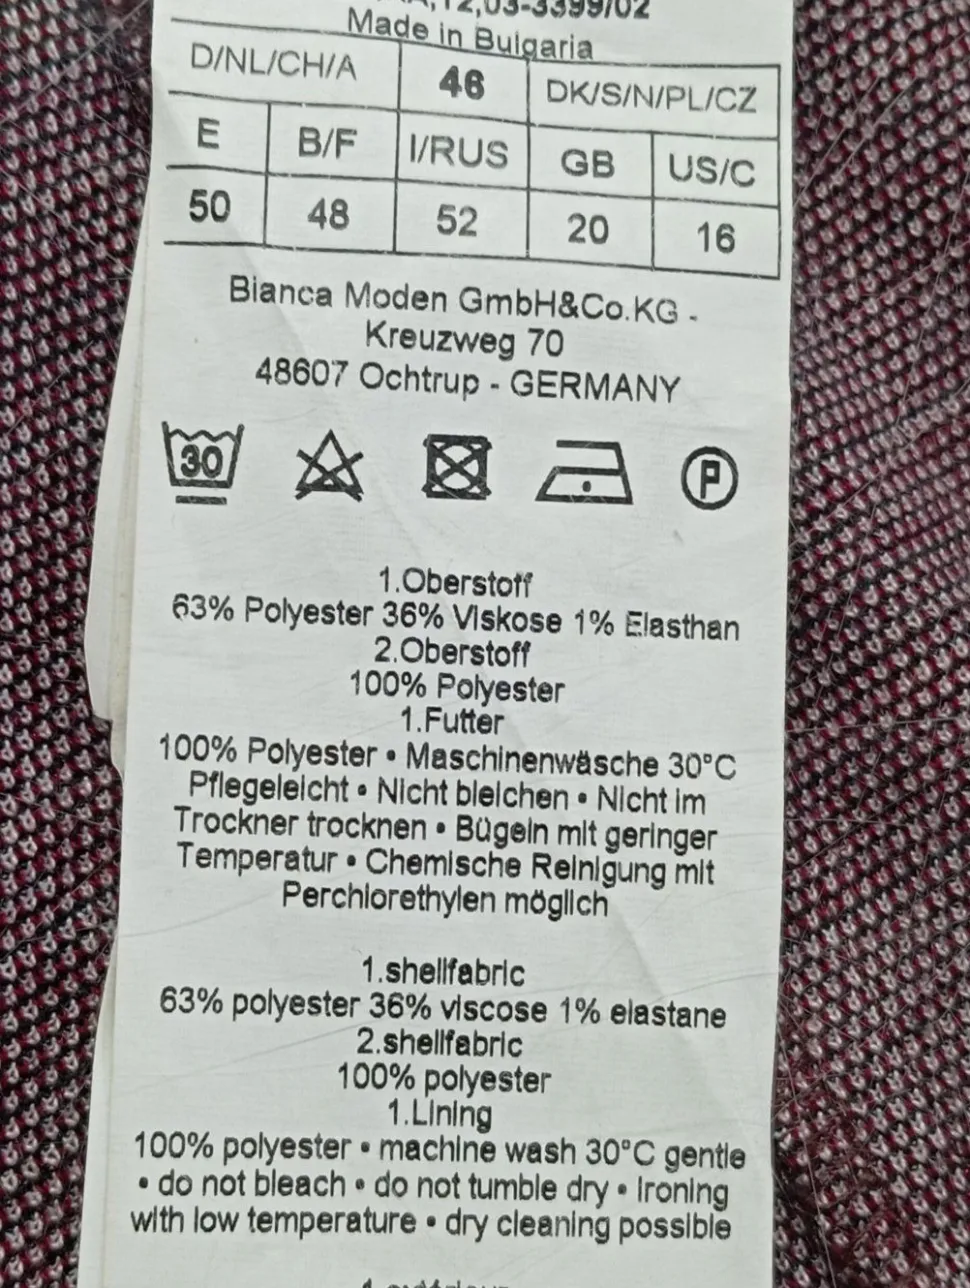 12,03-3399/02
Made in Bulgaria
D/NL/CH/A 46 DK/S/N/PL/CZ
E B/F I/RUS GB US/C
50 48 52 20 16
Bianca Moden GmbH&Co.KG -
Kreuzweg 70
48607 Ochtrup - GERMANY
30 P
1.Oberstoff
63% Polyester 36% Viskose 1% Elasthan
2.Oberstoff
100% Polyester
1.Futter
100% Polyester • Maschinenwäsche 30°C
Pflegeleicht • Nicht bleichen • Nicht im
Trockner trocknen • Bügeln mit geringer
Temperatur • Chemische Reinigung mit
Perchlorethylen möglich
1.shellfabric
63% polyester 36% viscose 1% elastane
2.shellfabric
100% polyester
1.Lining
100% polyester • machine wash 30°C gentle
• do not bleach • do not tumble dry • ironing
with low temperature • dry cleaning possible